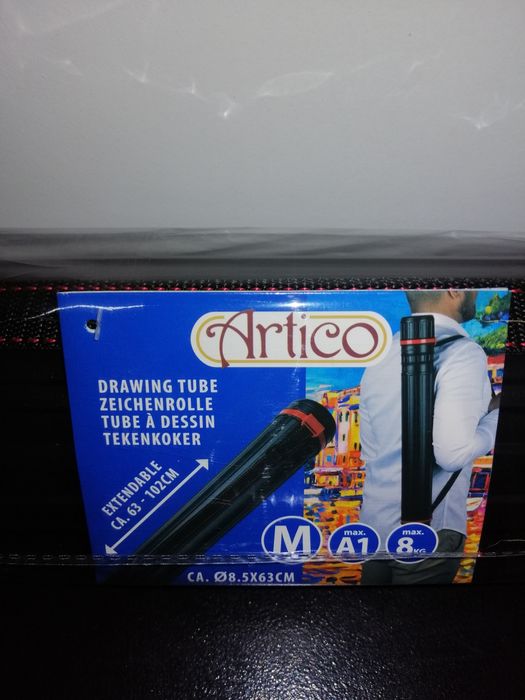 Artico
DRAWING TUBE
ZEICHENROLLE
TUBE À DESSIN
TEKENKOKER
EXTENDABLE
CA. 63 - 102CM
M
max.
A1
max.
8KG
CA. Ø8.5X63CM